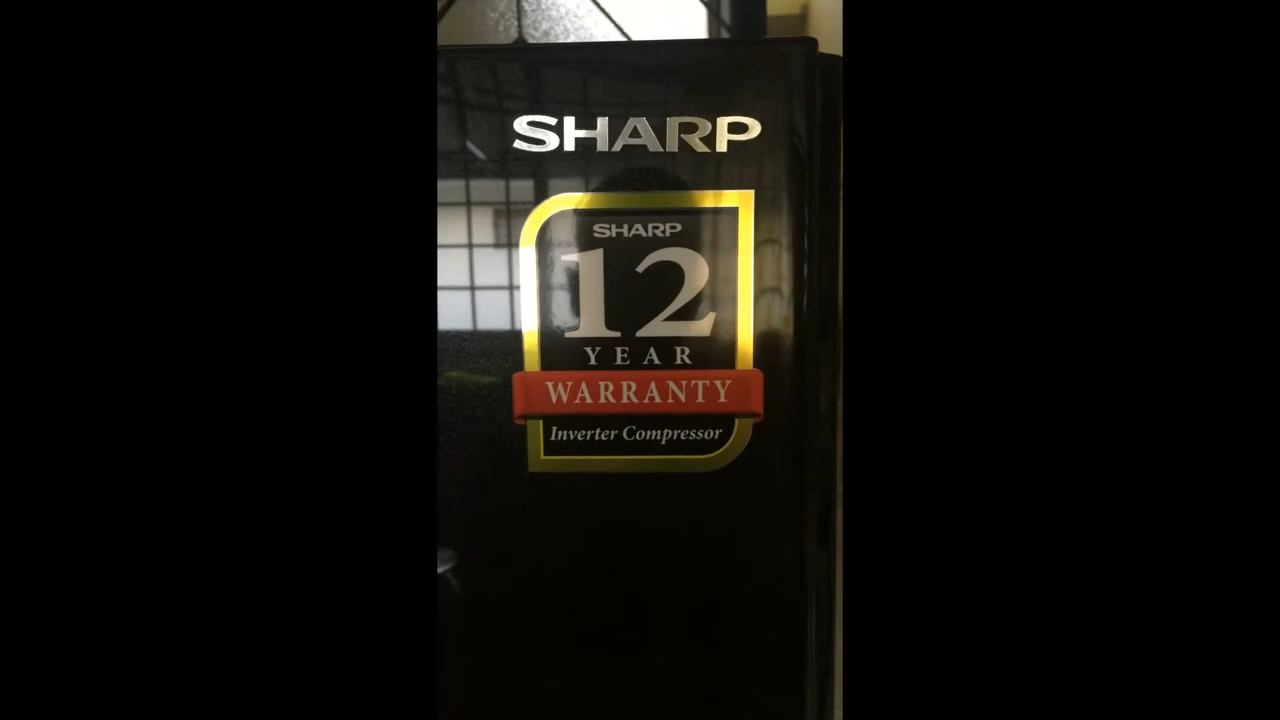 SHARP
SHARP
12
YEAR
WARRANTY
Inverter Compressor